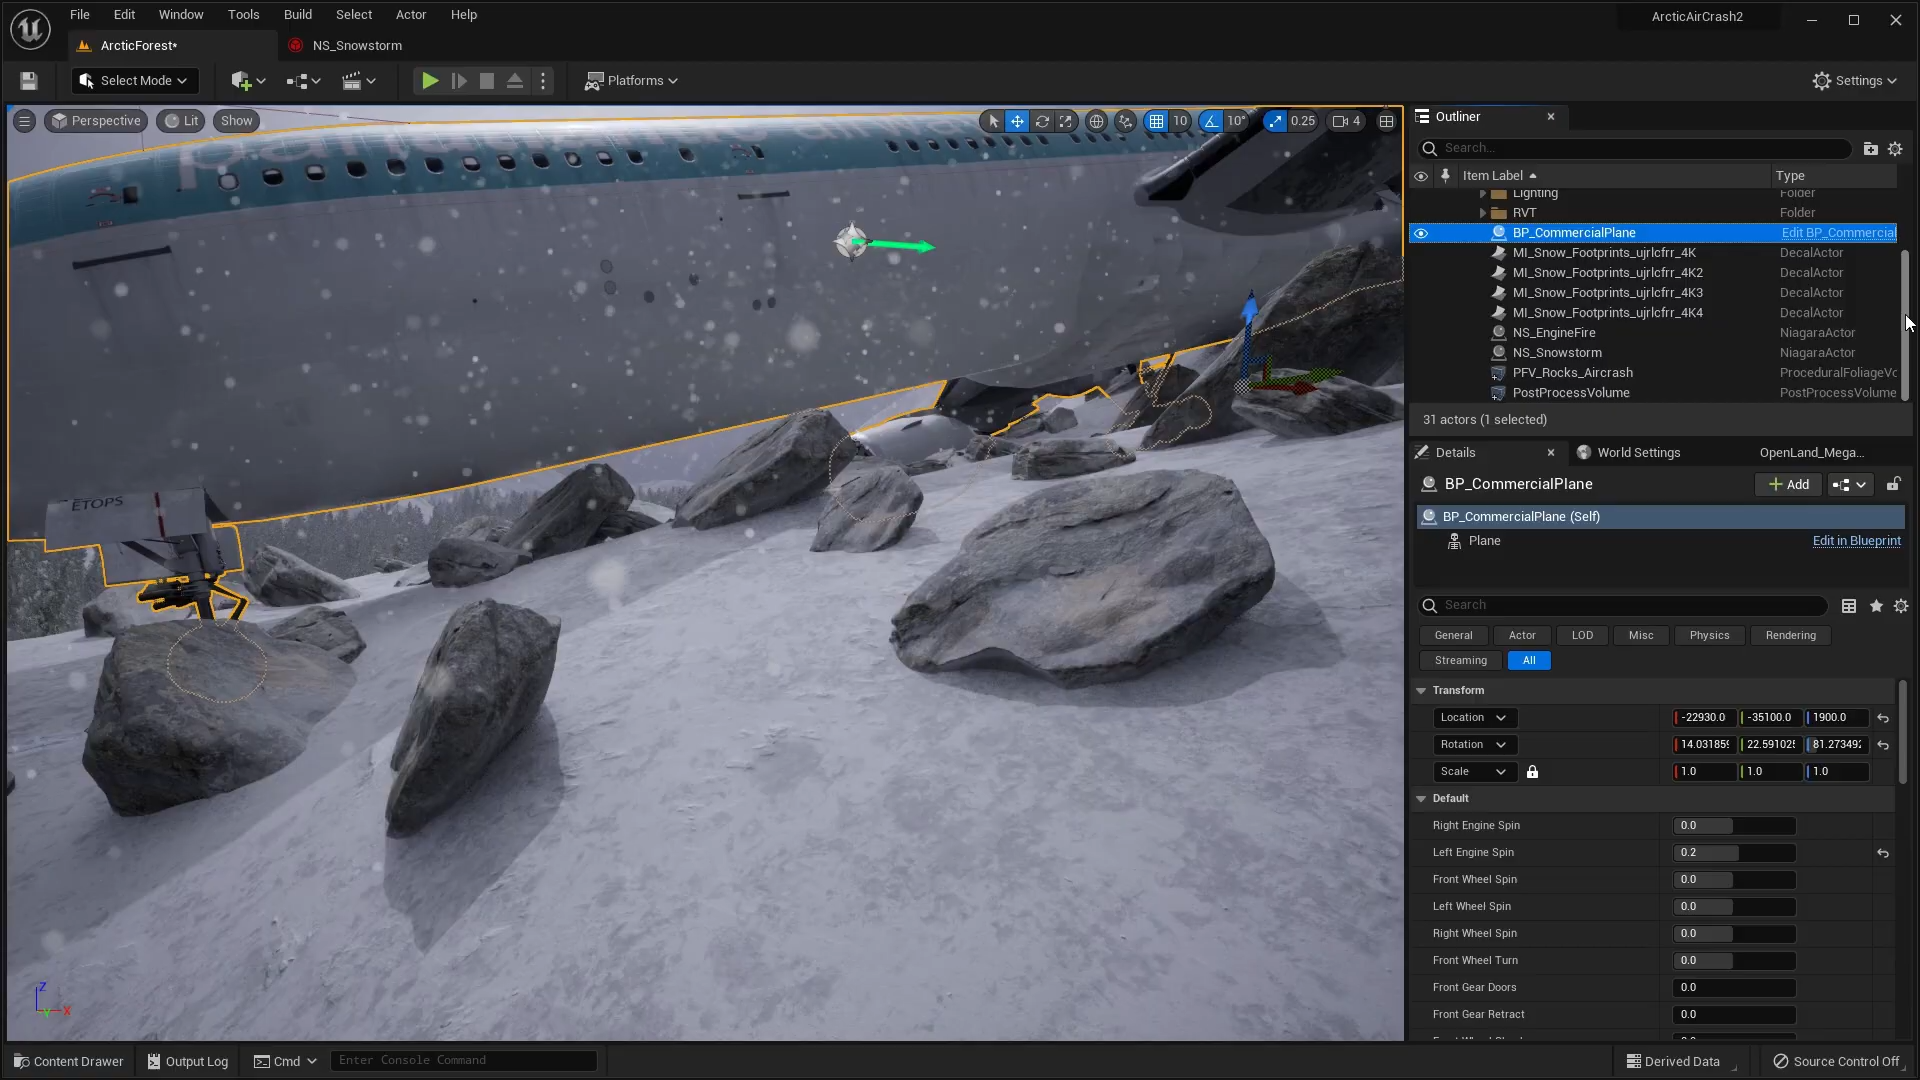 File Edit Window Tools Build Select Actor Help
ArcticAirCrash2
ArcticForest*
NS_Snowstorm
Select Mode
Platforms
Settings
Perspective
Lit
Show
10
10°
0.25
4
ETOPS
Z
Y
X
Outliner
Search...
Item Label
Type
Lighting
Folder
RVT
Folder
BP_CommercialPlane
Edit BP_Commercial
MI_Snow_Footprints_ujrlcfrr_4K
DecalActor
MI_Snow_Footprints_ujrlcfrr_4K2
DecalActor
MI_Snow_Footprints_ujrlcfrr_4K3
DecalActor
MI_Snow_Footprints_ujrlcfrr_4K4
DecalActor
NS_EngineFire
NiagaraActor
NS_Snowstorm
NiagaraActor
PFV_Rocks_Aircrash
ProceduralFoliageVo
PostProcessVolume
PostProcessVolume
31 actors (1 selected)
Details
World Settings
OpenLand_Mega...
BP_CommercialPlane
Add
BP_CommercialPlane (Self)
Plane
Edit in Blueprint
Search
General
Actor
LOD
Misc
Physics
Rendering
Streaming
All
Transform
Location
-22930.0
-35100.0
1900.0
Rotation
14.031859
22.591025
81.273492
Scale
1.0
1.0
1.0
Default
Right Engine Spin
0.0
Left Engine Spin
0.2
Front Wheel Spin
0.0
Left Wheel Spin
0.0
Right Wheel Spin
0.0
Front Wheel Turn
0.0
Front Gear Doors
0.0
Front Gear Retract
0.0
Content Drawer
Output Log
Cmd
Enter Console Command
Derived Data
Source Control Off